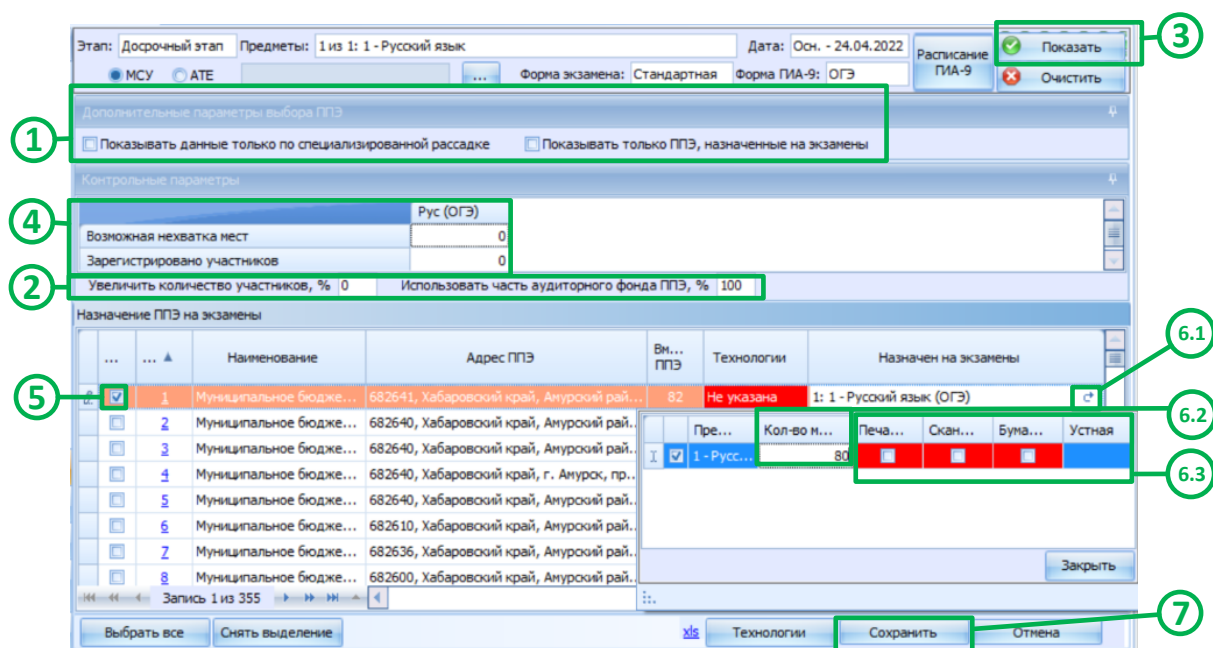 Этап: Досрочный этап Предметы: 1 из 1: 1 - Русский язык Дата: Осн. - 24.04.2022 Расписание ГИА-9 Показать 3
МСУ АТЕ ... Форма экзамена: Стандартная Форма ГИА-9: ОГЭ Очистить
Дополнительные параметры выбора ППЭ
1 Показывать данные только по специализированной рассадке Показывать только ППЭ, назначенные на экзамены
Контрольные параметры
4 Рус (ОГЭ)
Возможная нехватка мест 0
Зарегистрировано участников 0
2 Увеличить количество участников, % 0 Использовать часть аудиторного фонда ППЭ, % 100
Назначение ППЭ на экзамены
... ... Наименование Адрес ППЭ Вм... ППЭ Технологии Назначен на экзамены 6.1
5 1 Муниципальное бюдже... 682641, Хабаровский край, Амурский рай... 82 Не указана 1: 1 - Русский язык (ОГЭ)
2 Муниципальное бюдже... 682640, Хабаровский край, Амурский рай..
6.2
Пре... Кол-во м... Печа... Скан... Бума... Устная
3 Муниципальное бюдже... 682640, Хабаровский край, Амурский рай..
1 - Русс... 80
4 Муниципальное бюдже... 682640, Хабаровский край, г. Амурск, пр..
6.3
5 Муниципальное бюдже... 682640, Хабаровский край, Амурский рай..
6 Муниципальное бюдже... 682610, Хабаровский край, Амурский рай..
7 Муниципальное бюдже... 682636, Хабаровский край, Амурский рай..
8 Муниципальное бюдже... 682600, Хабаровский край, Амурский рай..
Закрыть
Запись 1 из 355
7
Выбрать все Снять выделение xls Технологии Сохранить Отмена